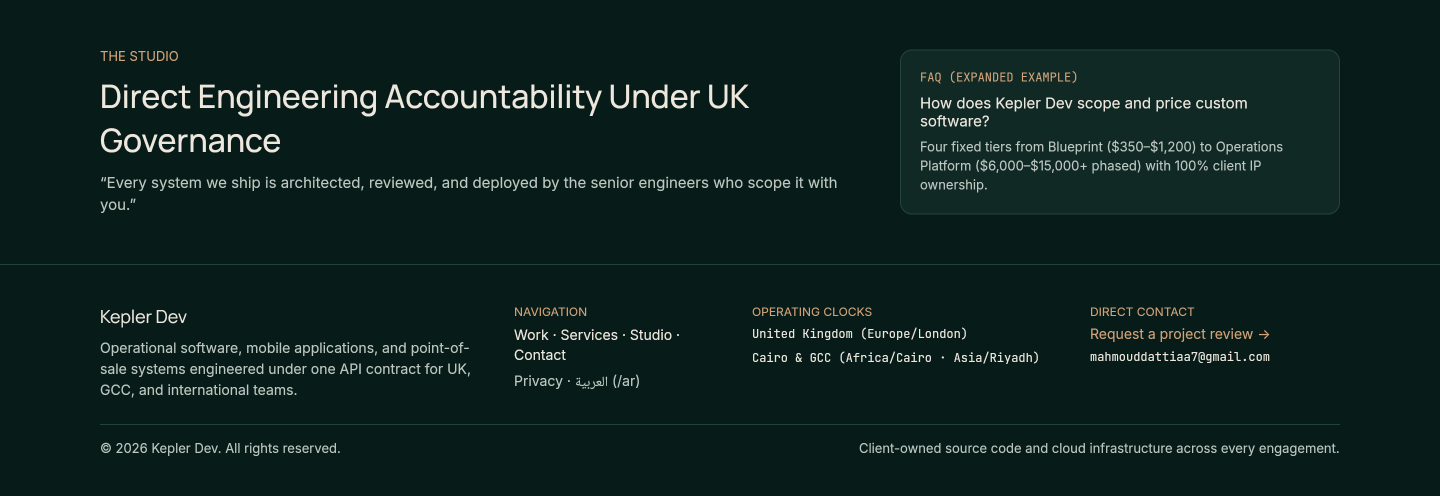 THE STUDIO
Direct Engineering Accountability Under UK
Governance
“Every system we ship is architected, reviewed, and deployed by the senior engineers who scope it with
you.”
FAQ (EXPANDED EXAMPLE)
How does Kepler Dev scope and price custom
software?
Four fixed tiers from Blueprint ($350–$1,200) to Operations
Platform ($6,000–$15,000+ phased) with 100% client IP
ownership.
Kepler Dev
Operational software, mobile applications, and point-of-
sale systems engineered under one API contract for UK,
GCC, and international teams.
NAVIGATION
Work · Services · Studio ·
Contact
Privacy · العربية (/ar)
OPERATING CLOCKS
United Kingdom (Europe/London)
Cairo & GCC (Africa/Cairo · Asia/Riyadh)
DIRECT CONTACT
Request a project review →
mahmouddattiaa7@gmail.com
© 2026 Kepler Dev. All rights reserved.
Client-owned source code and cloud infrastructure across every engagement.